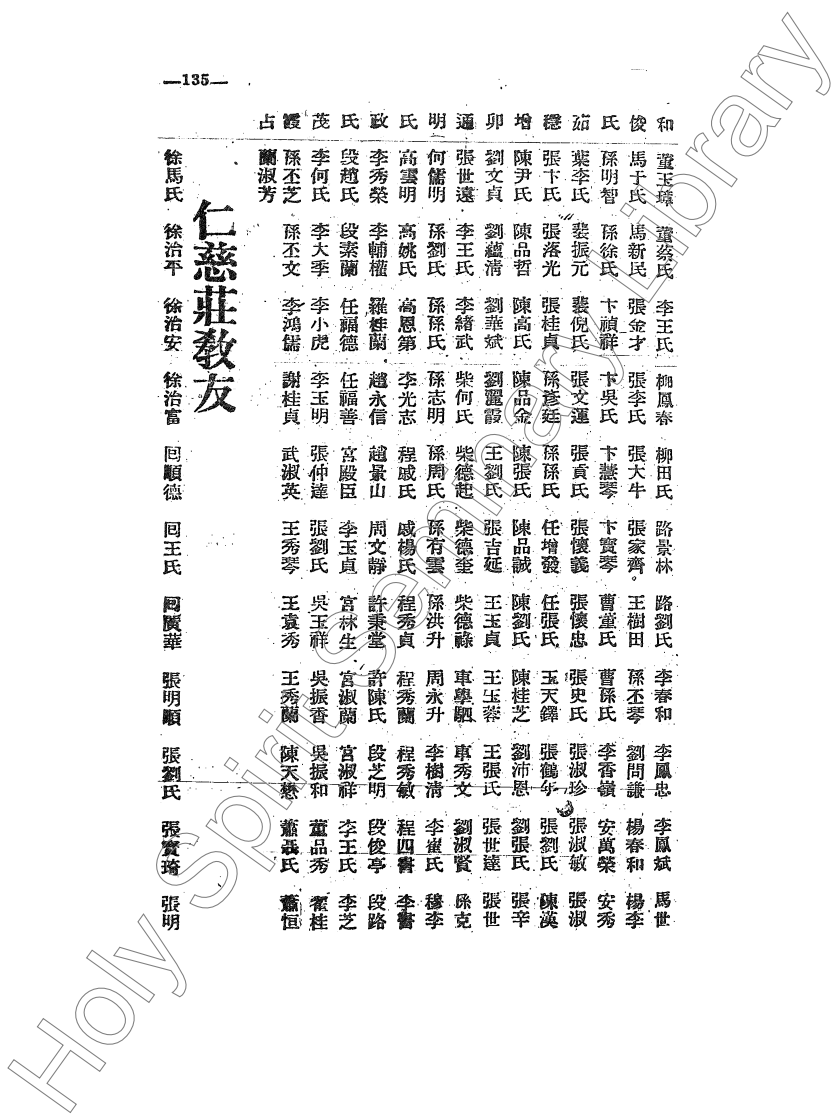 —135—
和 董玉璋 董蔡氏 李王氏 柳鳳春 柳田氏 路景林 路劉氏 李春和 李鳳忠 李鳳斌 馬世
俊 馬于氏 馬新民 張金才 張李氏 張大牛 張家齊 王樹田 孫丕琴 劉問謙 楊春和 楊李
氏 孫明智 孫徐氏 卞禎祥 卞吳氏 卞慧琴 卞寶琴 曹董氏 曹孫氏 李香嶺 安萬榮 安秀
茹 裴李氏 裴振元 裴倪氏 張文運 張貞氏 張懷義 張懷忠 張史氏 張淑珍 張淑敏 張淑
穩 張卞氏 張落光 張桂貞 孫彥廷 孫孫氏 任增發 任張氏 玉天鐸 張鶴年 張劉氏 陳漢
增 陳尹氏 陳品哲 陳高氏 陳品金 陳張氏 陳品誠 陳劉氏 陳桂芝 劉沛恩 劉張氏 張辛
卯 劉文貞 劉蘊清 劉華斌 劉麗霞 王劉氏 張吉延 王玉貞 王玉蓉 王張氏 張世達 張世
通 張世遠 李王氏 李緒武 柴何氏 柴德起 柴德奎 柴德祿 車學駟 車秀文 劉淑賢 孫克
明 何儒明 孫劉氏 孫孫氏 孫志明 孫周氏 孫有雲 孫洪升 周永升 李樹清 李崔氏 穆李
氏 高雲明 高姚氏 高恩第 李光志 程戚氏 戚楊氏 程秀貞 程秀蘭 程秀敏 程四書 李書
政 李秀榮 李輔權 羅桂蘭 趙永信 趙景山 周文靜 許秉堂 許陳氏 段芝明 段俊亭 段路
氏 段趙氏 段素蘭 任福德 任福善 宮殿臣 李玉貞 宮林生 宮淑蘭 宮淑祥 李王氏 李芝
茂 李何氏 李大季 李小虎 李玉明 張仲達 張劉氏 吳玉祥 吳振香 吳振和 董品秀 翟桂
霞 孫丕芝 孫丕文 李鴻儒 謝桂貞 武淑英 王秀琴 王袁秀 王秀蘭 陳天懋 蕭聶氏 蕭恒
占 蘭淑芳
仁慈莊教友
徐馬氏 徐治平 徐治安 徐治富 回順德 回王氏 回廣華 張明順 張劉氏 張寶琦 張明
Holy Spirit Seminary Library